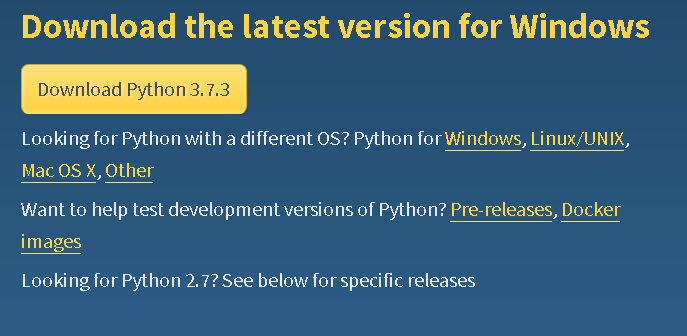 Download the latest version for Windows
Download Python 3.7.3
Looking for Python with a different OS? Python for Windows, Linux/UNIX,
Mac OS X, Other
Want to help test development versions of Python? Pre-releases, Docker
images
Looking for Python 2.7? See below for specific releases